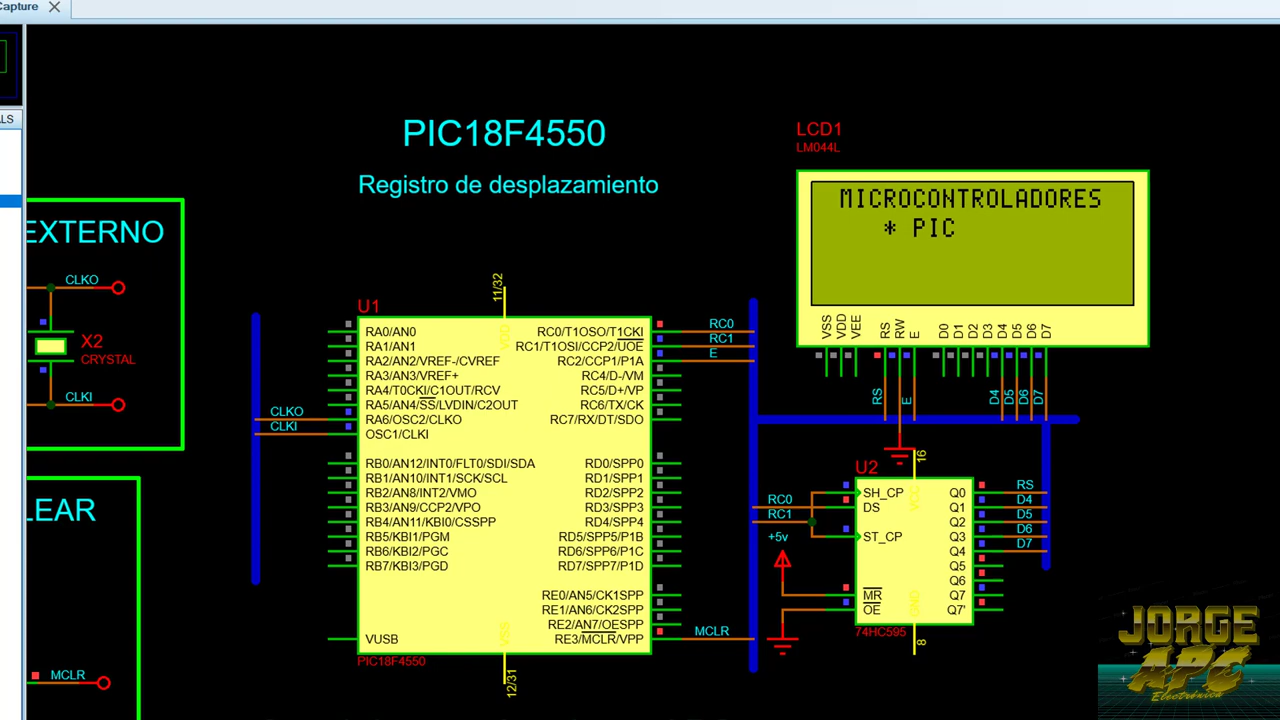 Capture
ALS
PIC18F4550
Registro de desplazamiento
EXTERNO
CLKO
X2
CRYSTAL
CLKI
LEAR
MCLR
U1
11/32
VDD
RA0/AN0
RA1/AN1
RA2/AN2/VREF-/CVREF
RA3/AN3/VREF+
RA4/T0CKI/C1OUT/RCV
RA5/AN4/SS/LVDIN/C2OUT
RA6/OSC2/CLKO
OSC1/CLKI
CLKO
CLKI
RB0/AN12/INT0/FLT0/SDI/SDA
RB1/AN10/INT1/SCK/SCL
RB2/AN8/INT2/VMO
RB3/AN9/CCP2/VPO
RB4/AN11/KBI0/CSSPP
RB5/KBI1/PGM
RB6/KBI2/PGC
RB7/KBI3/PGD
VUSB
RC0/T1OSO/T1CKI
RC1/T1OSI/CCP2/UOE
RC2/CCP1/P1A
RC4/D-/VM
RC5/D+/VP
RC6/TX/CK
RC7/RX/DT/SDO
RD0/SPP0
RD1/SPP1
RD2/SPP2
RD3/SPP3
RD4/SPP4
RD5/SPP5/P1B
RD6/SPP6/P1C
RD7/SPP7/P1D
RE0/AN5/CK1SPP
RE1/AN6/CK2SPP
RE2/AN7/OESPP
RE3/MCLR/VPP
VSS
12/31
PIC18F4550
RC0
RC1
E
MCLR
LCD1
LM044L
MICROCONTROLADORES
* PIC
VSS
VDD
VEE
RS
RW
E
D0
D1
D2
D3
D4
D5
D6
D7
RS
E
D4
D5
D6
D7
U2
16
VCC
RC0
RC1
+5v
SH_CP
DS
ST_CP
MR
OE
Q0
Q1
Q2
Q3
Q4
Q5
Q6
Q7
Q7'
RS
D4
D5
D6
D7
GND
8
74HC595
JORGE
APC
Electrónica